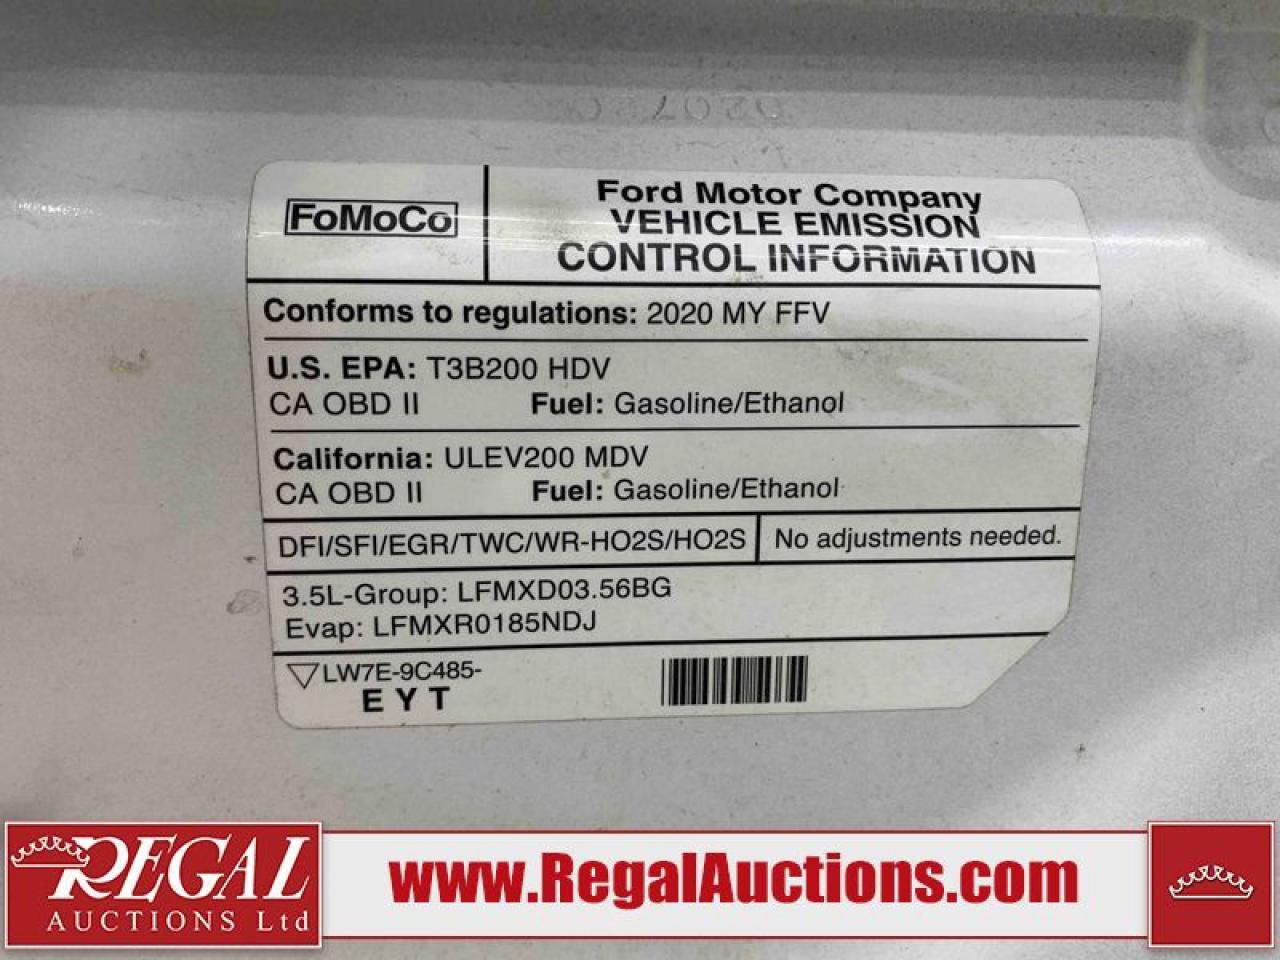 FoMoCo
Ford Motor Company
VEHICLE EMISSION
CONTROL INFORMATION
Conforms to regulations: 2020 MY FFV
U.S. EPA: T3B200 HDV
CA OBD II Fuel: Gasoline/Ethanol
California: ULEV200 MDV
CA OBD II Fuel: Gasoline/Ethanol
DFI/SFI/EGR/TWC/WR-HO2S/HO2S No adjustments needed.
3.5L-Group: LFMXD03.56BG
Evap: LFMXR0185NDJ
LW7E-9C485-
EYT
REGAL
AUCTIONS Ltd
www.RegalAuctions.com